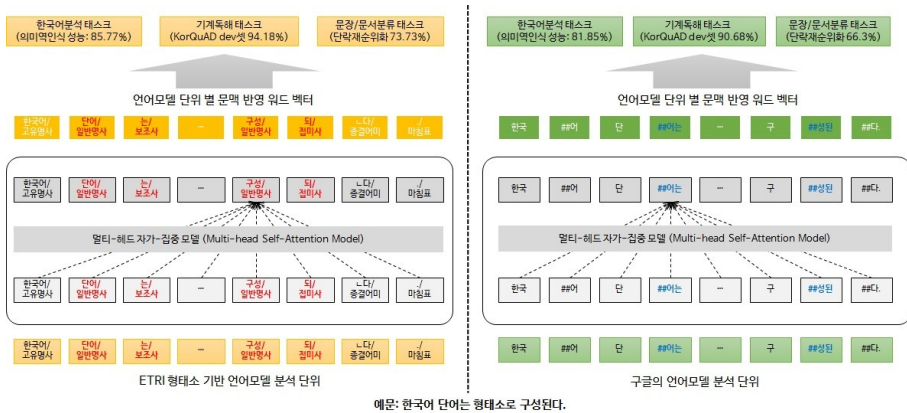 한국어분석 태스크
(의미역인식 성능: 85.77%)
기계독해 태스크
(KorQuAD dev셋 94.18%)
문장/문서분류 태스크
(단락재순위화 73.73%)
언어모델 단위 별 문맥 반영 워드 벡터
한국어/
고유명사
단어/
일반명사
는/
보조사
...
구성/
일반명사
되/
접미사
ㄴ다/
종결어미
./
마침표
한국어/
고유명사
단어/
일반명사
는/
보조사
...
구성/
일반명사
되/
접미사
ㄴ다/
종결어미
./
마침표
멀티-헤드 자가-집중 모델 (Multi-head Self-Attention Model)
한국어/
고유명사
단어/
일반명사
는/
보조사
...
구성/
일반명사
되/
접미사
ㄴ다/
종결어미
./
마침표
한국어/
고유명사
단어/
일반명사
는/
보조사
...
구성/
일반명사
되/
접미사
ㄴ다/
종결어미
./
마침표
ETRI 형태소 기반 언어모델 분석 단위
한국어분석 태스크
(의미역인식 성능: 81.85%)
기계독해 태스크
(KorQuAD dev셋 90.68%)
문장/문서분류 태스크
(단락재순위화 66.3%)
언어모델 단위 별 문맥 반영 워드 벡터
한국 ##어 단 ##어는 ... 구 ##성된 ##다.
한국 ##어 단 ##어는 ... 구 ##성된 ##다.
멀티-헤드 자가-집중 모델 (Multi-head Self-Attention Model)
한국 ##어 단 ##어는 ... 구 ##성된 ##다.
한국 ##어 단 ##어는 ... 구 ##성된 ##다.
구글의 언어모델 분석 단위
예문: 한국어 단어는 형태소로 구성된다.